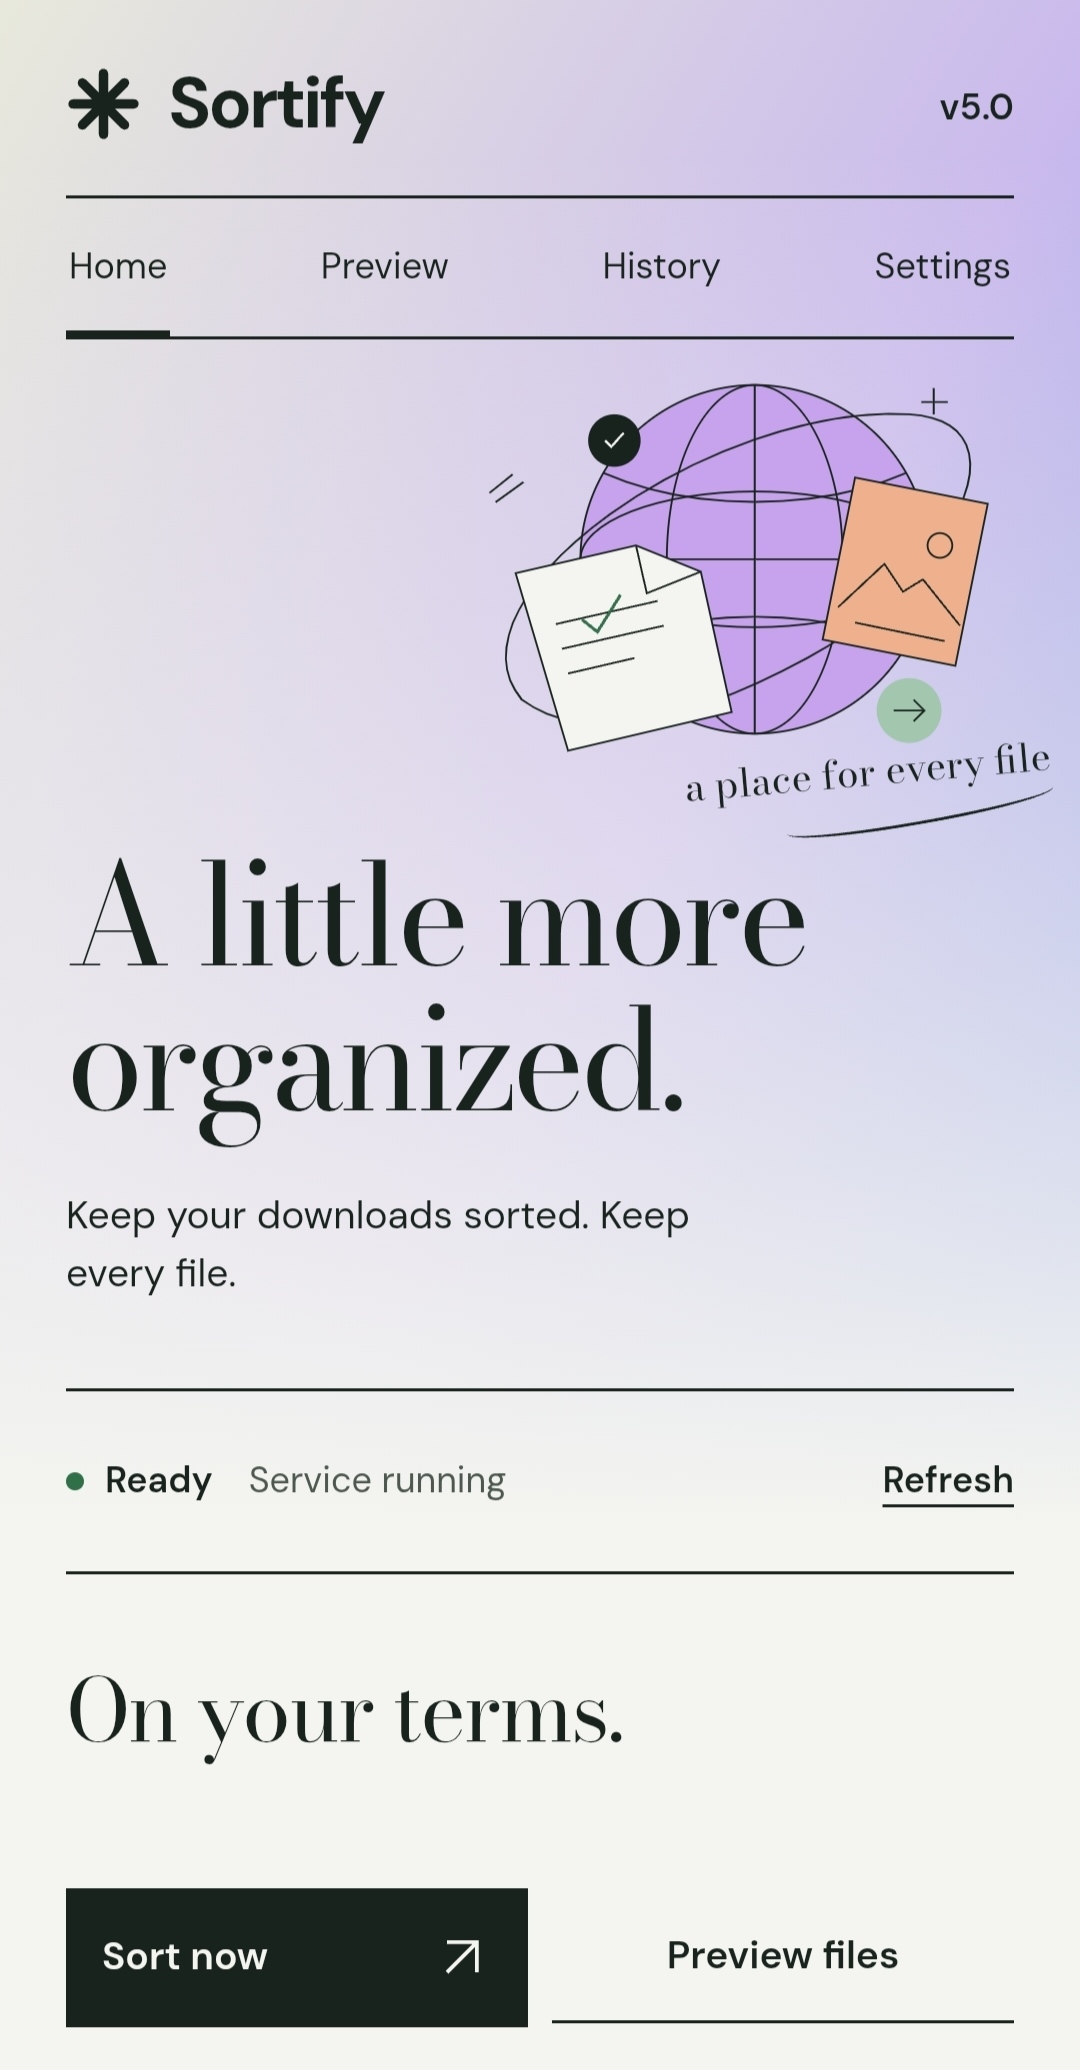 Sortify
v5.0
Home Preview History Settings
a place for every file
A little more
organized.
Keep your downloads sorted. Keep
every file.
Ready Service running Refresh
On your terms.
Sort now Preview files